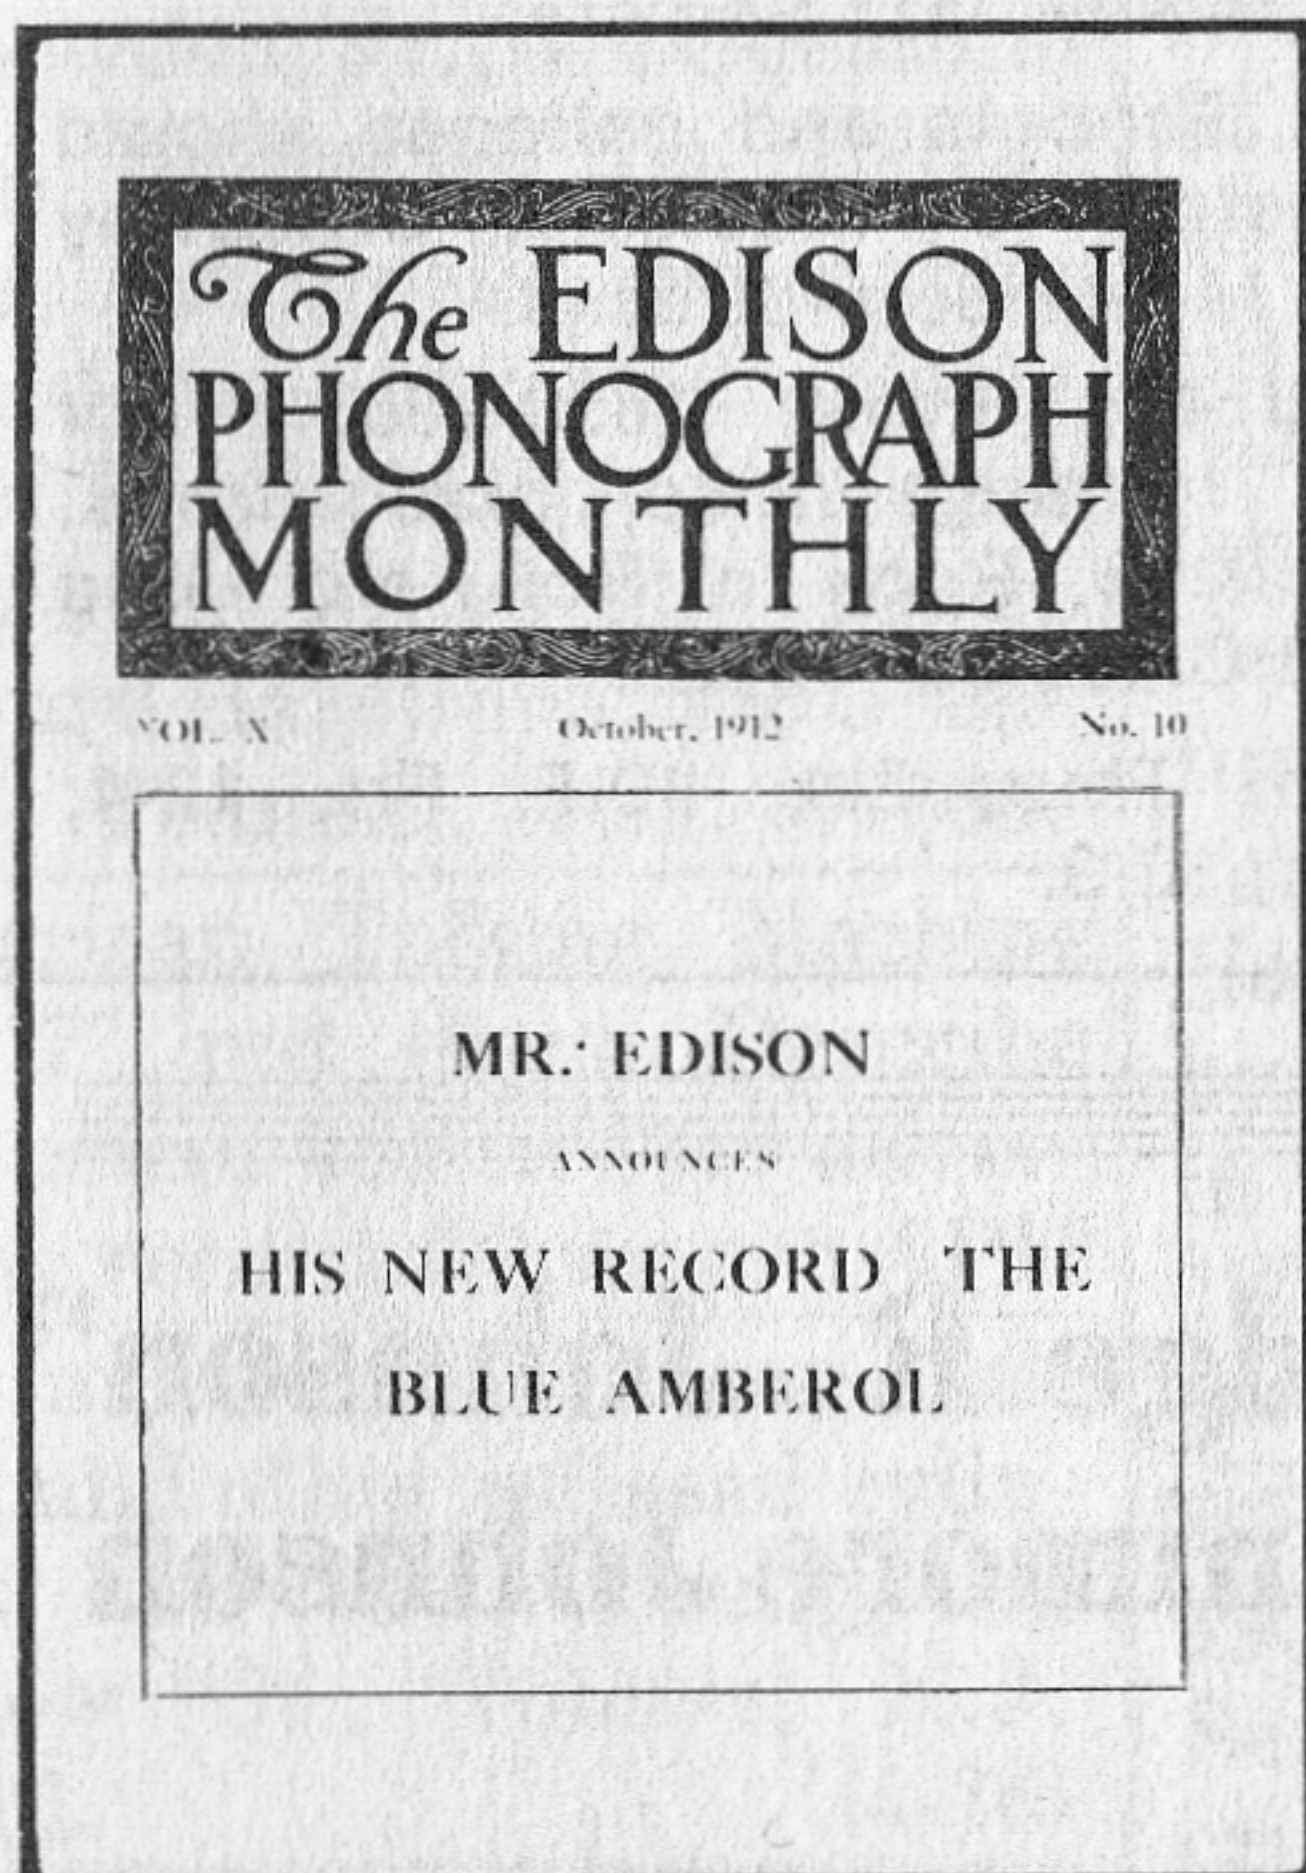 The EDISON
PHONOGRAPH
MONTHLY
VOL. X October, 1912 No. 10
MR. EDISON
ANNOUNCES
HIS NEW RECORD THE
BLUE AMBEROL